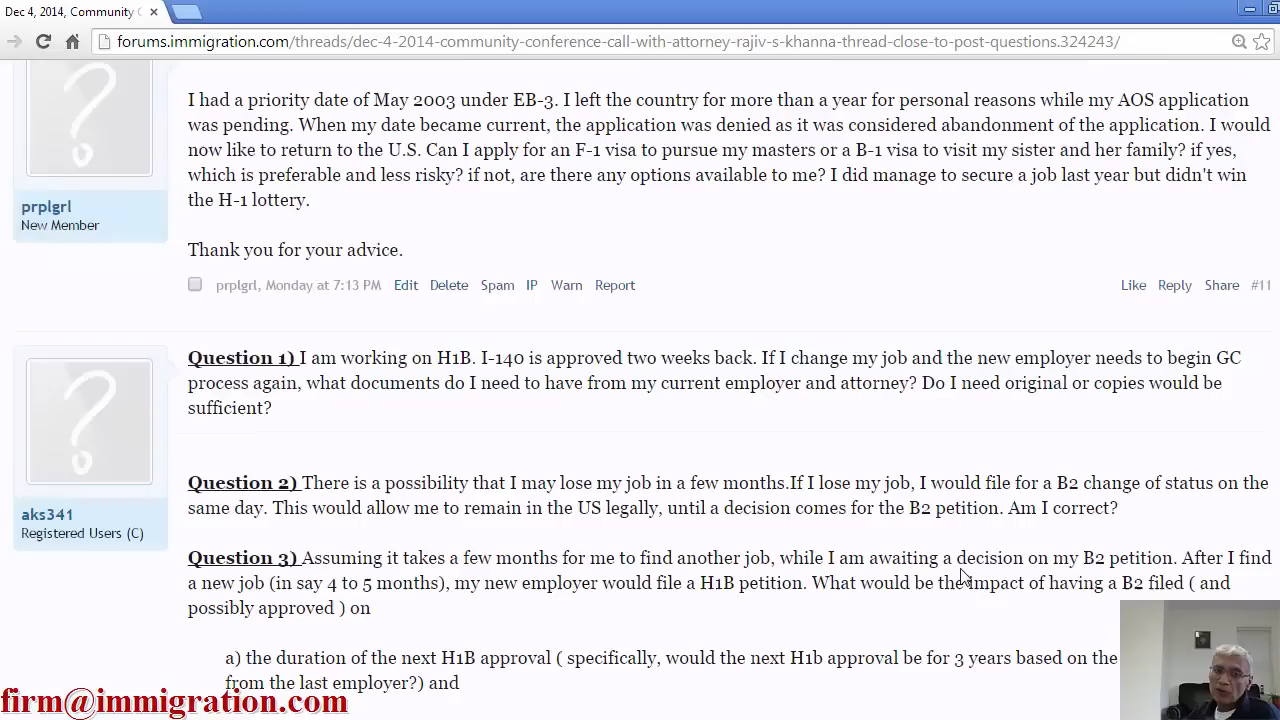 Dec 4, 2014, Community C
forums.immigration.com/threads/dec-4-2014-community-conference-call-with-attorney-rajiv-s-khanna-thread-close-to-post-questions.324243/
I had a priority date of May 2003 under EB-3. I left the country for more than a year for personal reasons while my AOS application
was pending. When my date became current, the application was denied as it was considered abandonment of the application. I would
now like to return to the U.S. Can I apply for an F-1 visa to pursue my masters or a B-1 visa to visit my sister and her family? if yes,
which is preferable and less risky? if not, are there any options available to me? I did manage to secure a job last year but didn't win
the H-1 lottery.
Thank you for your advice.
prplgrl
New Member
prplgrl, Monday at 7:13 PM Edit Delete Spam IP Warn Report Like Reply Share #11
Question 1) I am working on H1B. I-140 is approved two weeks back. If I change my job and the new employer needs to begin GC
process again, what documents do I need to have from my current employer and attorney? Do I need original or copies would be
sufficient?
aks341
Registered Users (C)
Question 2) There is a possibility that I may lose my job in a few months.If I lose my job, I would file for a B2 change of status on the
same day. This would allow me to remain in the US legally, until a decision comes for the B2 petition. Am I correct?
Question 3) Assuming it takes a few months for me to find another job, while I am awaiting a decision on my B2 petition. After I find
a new job (in say 4 to 5 months), my new employer would file a H1B petition. What would be the impact of having a B2 filed ( and
possibly approved ) on
a) the duration of the next H1B approval ( specifically, would the next H1b approval be for 3 years based on the
from the last employer?) and
firm@immigration.com